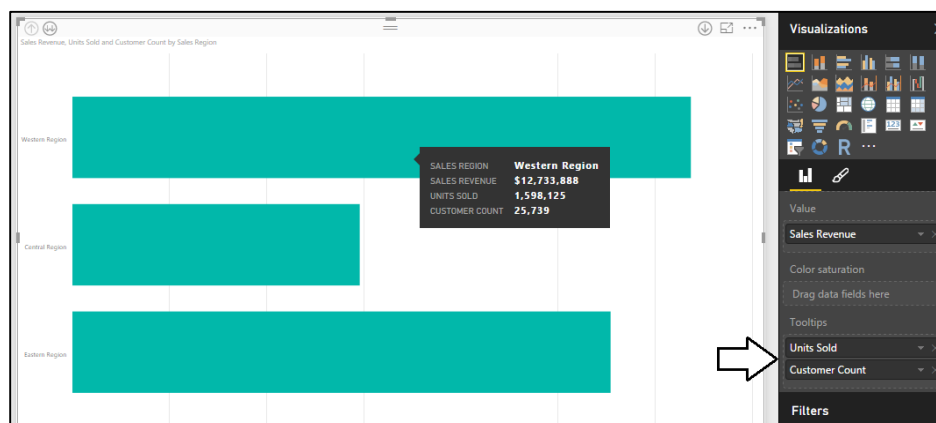 Sales Revenue, Units Sold and Customer Count by Sales Region
Western Region
Central Region
Eastern Region
SALES REGION Western Region
SALES REVENUE $12,733,888
UNITS SOLD 1,598,125
CUSTOMER COUNT 25,739
Visualizations
123
R
Value
Sales Revenue
Color saturation
Drag data fields here
Tooltips
Units Sold
Customer Count
Filters